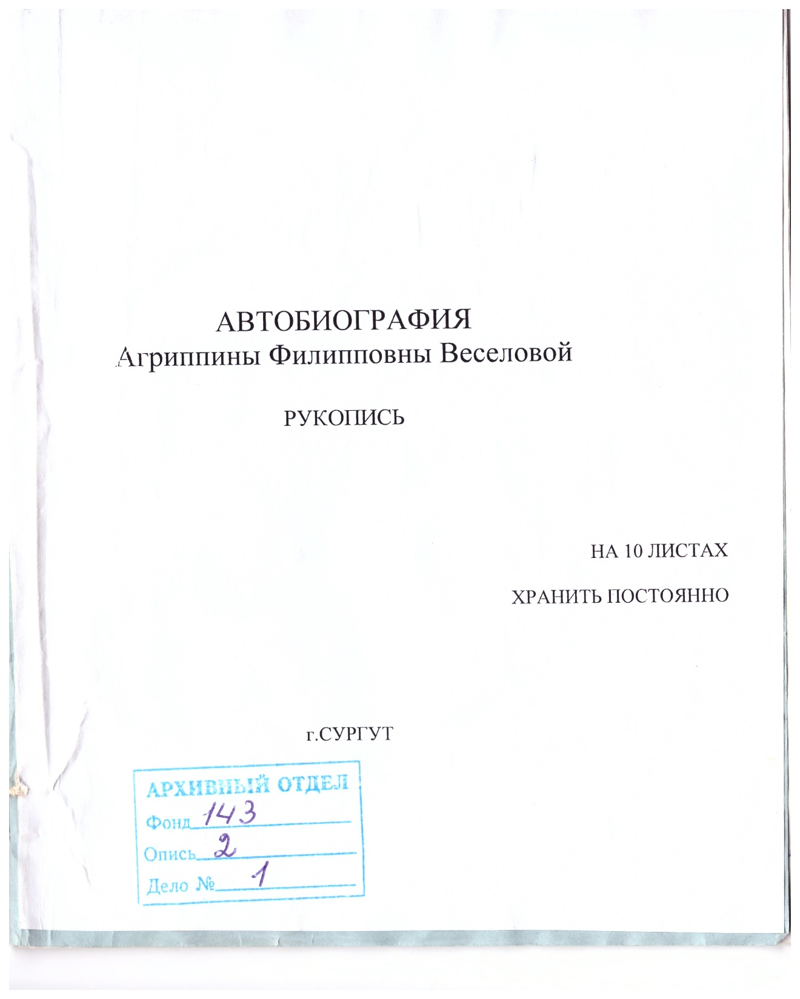 АВТОБИОГРАФИЯ
Агриппины Филипповны Веселовой
РУКОПИСЬ
НА 10 ЛИСТАХ
ХРАНИТЬ ПОСТОЯННО
г.СУРГУТ
АРХИВНЫЙ ОТДЕЛ
Фонд 143
Опись 2
Дело № 1